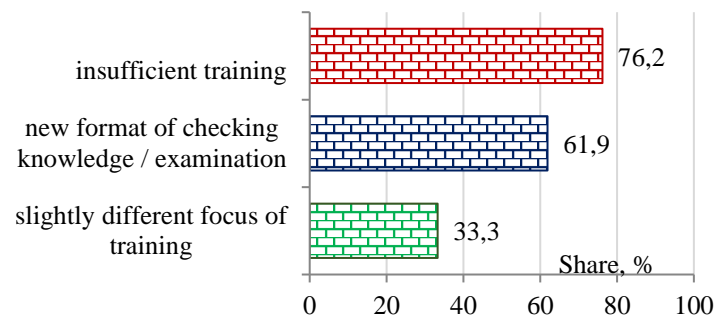 insufficient training
76,2
new format of checking
knowledge / examination
61,9
slightly different focus of
training
33,3
Share, %
0 20 40 60 80 100